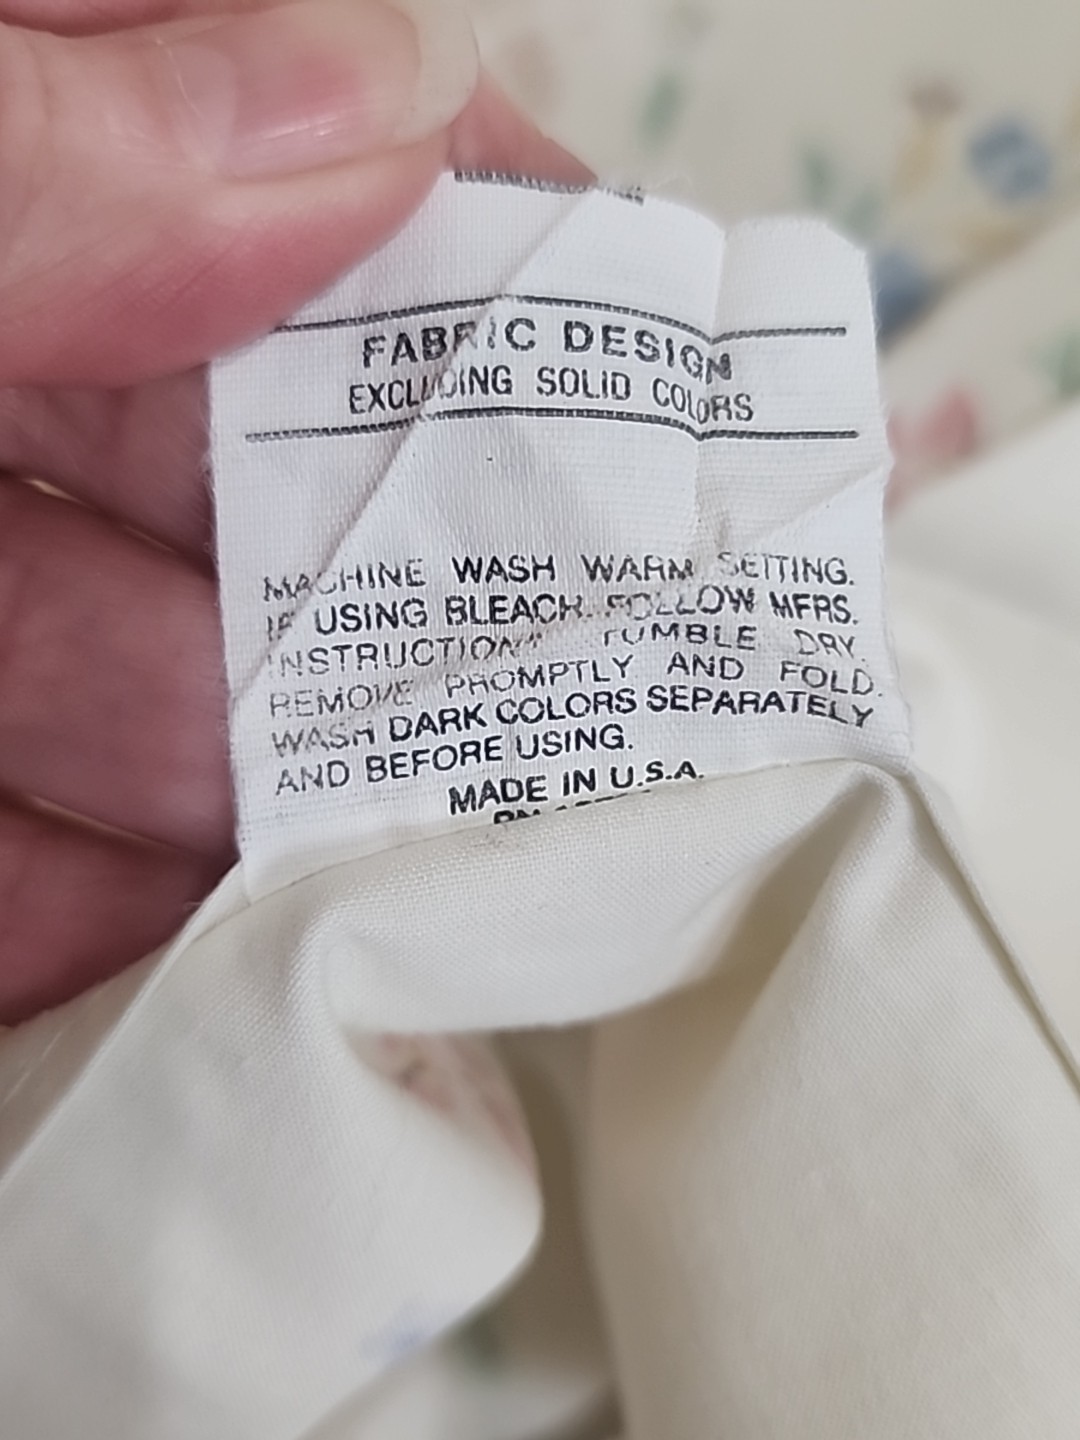 FABRIC DESIGN
EXCLUDING SOLID COLORS
MACHINE WASH WARM SETTING.
IF USING BLEACH. FOLLOW MFRS.
INSTRUCTIONS TUMBLE DRY.
REMOVE PROMPTLY AND FOLD.
WASH DARK COLORS SEPARATELY
AND BEFORE USING.
MADE IN U.S.A.